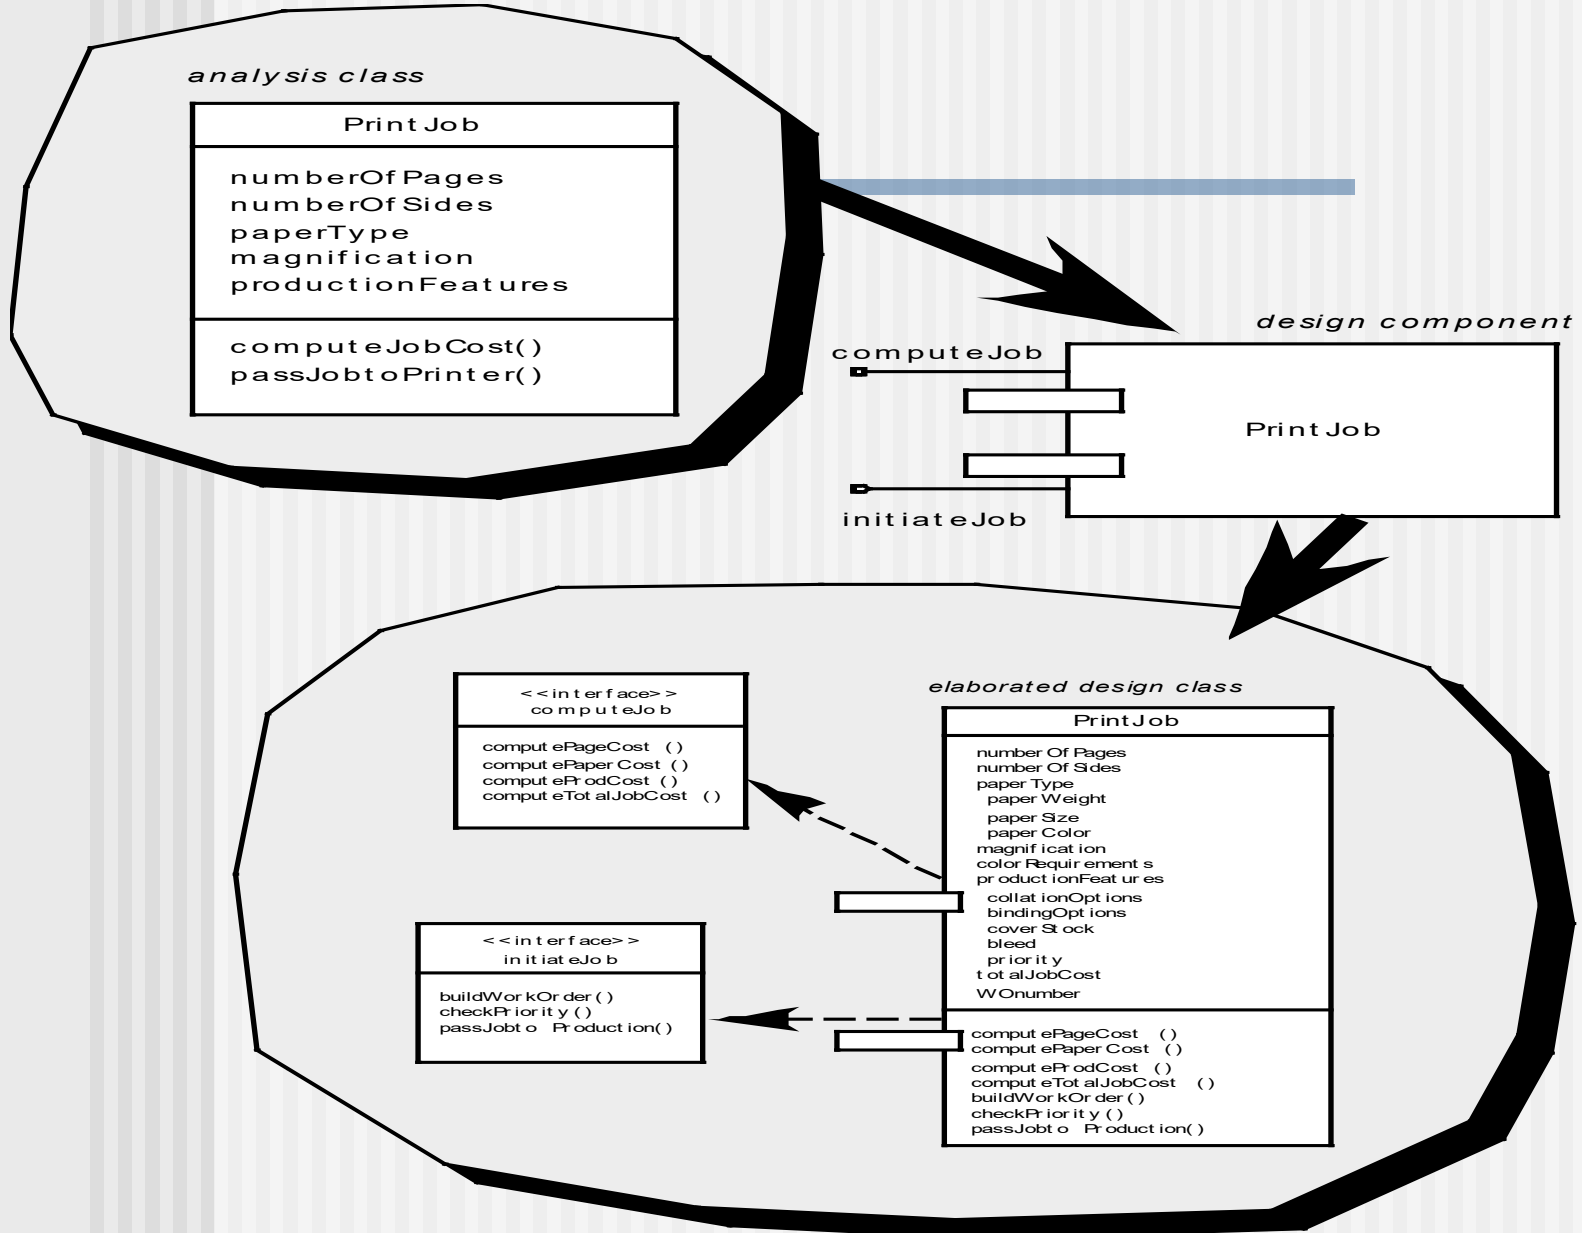 analysis class
PrintJob
numberOfPages
numberOfSides
paperType
magnification
productionFeatures
computeJobCost()
passJobtoPrinter()
design component
computeJob
PrintJob
initiateJob
<<interface>>
computeJob
computePageCost ()
computePaperCost ()
computeProdCost ()
computeTotalJobCost ()
<<interface>>
initiateJob
buildWorkOrder()
checkPriority()
passJobto Production()
elaborated design class
PrintJob
numberOfPages
numberOfSides
paperType
paperWeight
paperSize
paperColor
magnification
colorRequirements
productionFeatures
collationOptions
bindingOptions
coverStock
bleed
priority
totalJobCost
WOnumber
computePageCost ()
computePaperCost ()
computeProdCost ()
computeTotalJobCost ()
buildWorkOrder()
checkPriority()
passJobto Production()